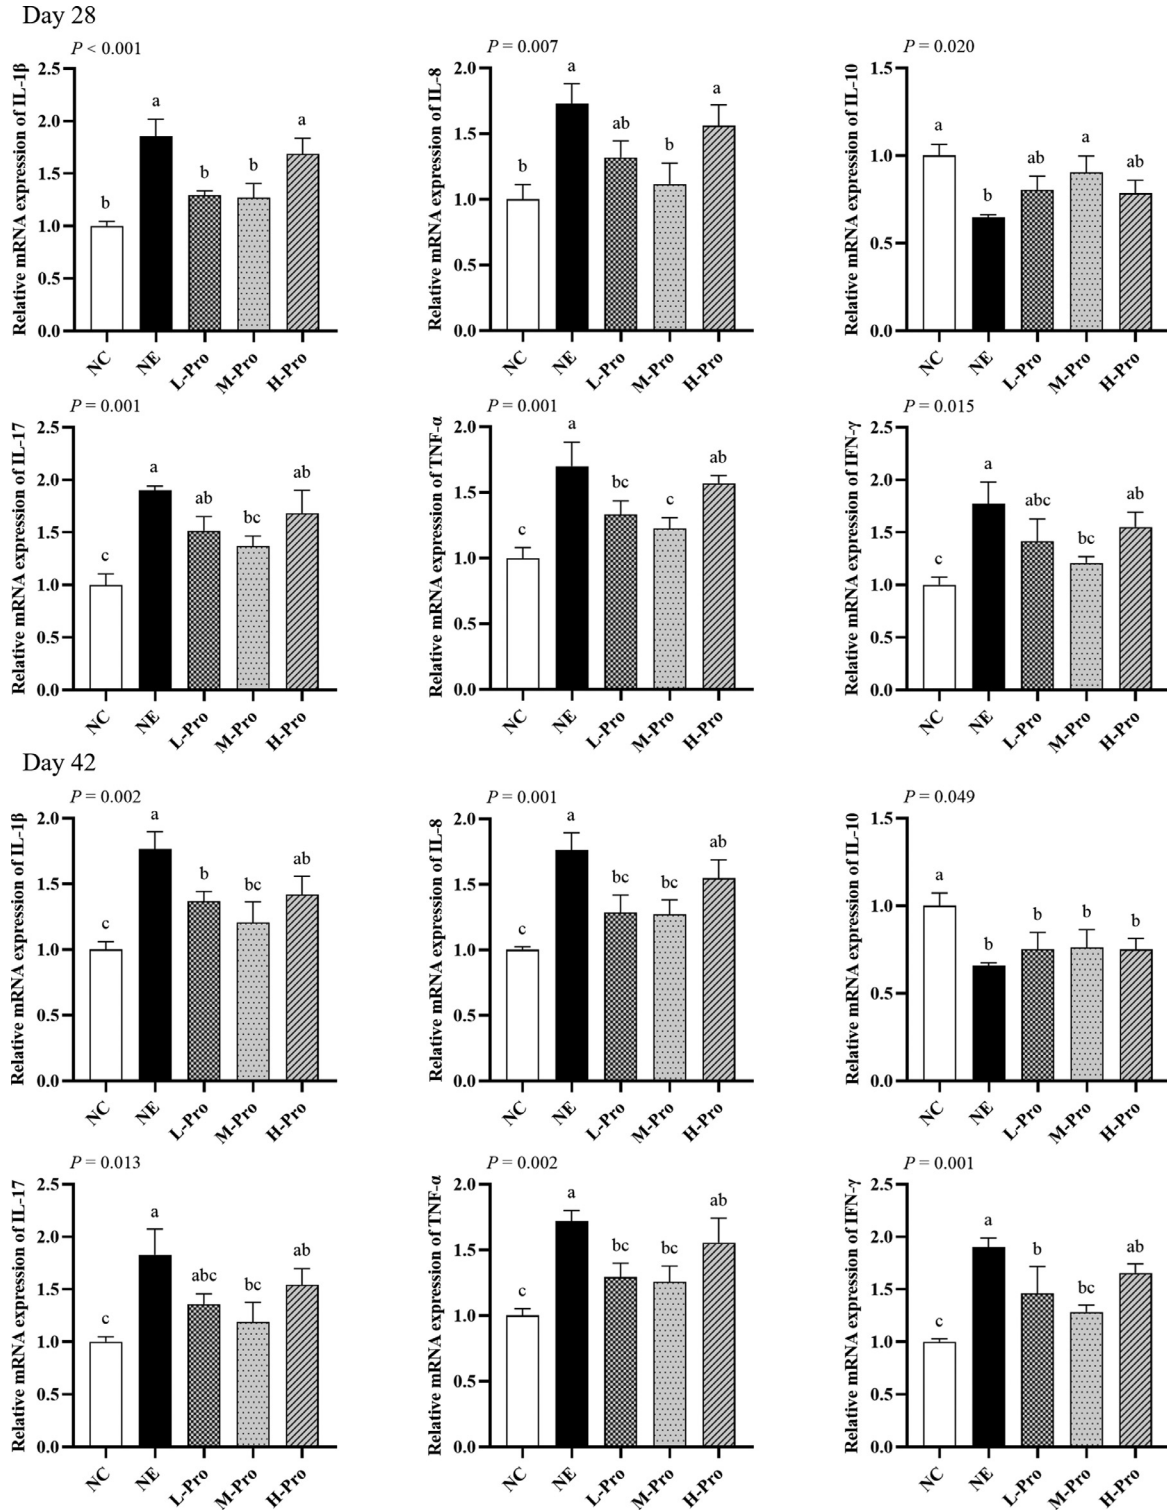 Day 28
P < 0.001
Relative mRNA expression of IL-1β
2.5
2.0
1.5
1.0
0.5
0.0
b
a
b
b
a
NC
NE
L-Pro
M-Pro
H-Pro
P = 0.007
Relative mRNA expression of IL-8
2.0
1.5
1.0
0.5
0.0
b
a
ab
b
a
NC
NE
L-Pro
M-Pro
H-Pro
P = 0.020
Relative mRNA expression of IL-10
1.5
1.0
0.5
0.0
a
b
ab
a
ab
NC
NE
L-Pro
M-Pro
H-Pro
P = 0.001
Relative mRNA expression of IL-17
2.5
2.0
1.5
1.0
0.5
0.0
c
a
ab
bc
ab
NC
NE
L-Pro
M-Pro
H-Pro
P = 0.001
Relative mRNA expression of TNF-α
2.0
1.5
1.0
0.5
0.0
c
a
bc
c
ab
NC
NE
L-Pro
M-Pro
H-Pro
P = 0.015
Relative mRNA expression of IFN-γ
2.5
2.0
1.5
1.0
0.5
0.0
c
a
abc
bc
ab
NC
NE
L-Pro
M-Pro
H-Pro
Day 42
P = 0.002
Relative mRNA expression of IL-1β
2.0
1.5
1.0
0.5
0.0
c
a
b
bc
ab
NC
NE
L-Pro
M-Pro
H-Pro
P = 0.001
Relative mRNA expression of IL-8
2.0
1.5
1.0
0.5
0.0
c
a
bc
bc
ab
NC
NE
L-Pro
M-Pro
H-Pro
P = 0.049
Relative mRNA expression of IL-10
1.5
1.0
0.5
0.0
a
b
b
b
b
NC
NE
L-Pro
M-Pro
H-Pro
P = 0.013
Relative mRNA expression of IL-17
2.5
2.0
1.5
1.0
0.5
0.0
c
a
abc
bc
ab
NC
NE
L-Pro
M-Pro
H-Pro
P = 0.002
Relative mRNA expression of TNF-α
2.0
1.5
1.0
0.5
0.0
c
a
bc
bc
ab
NC
NE
L-Pro
M-Pro
H-Pro
P = 0.001
Relative mRNA expression of IFN-γ
2.5
2.0
1.5
1.0
0.5
0.0
c
a
b
bc
ab
NC
NE
L-Pro
M-Pro
H-Pro